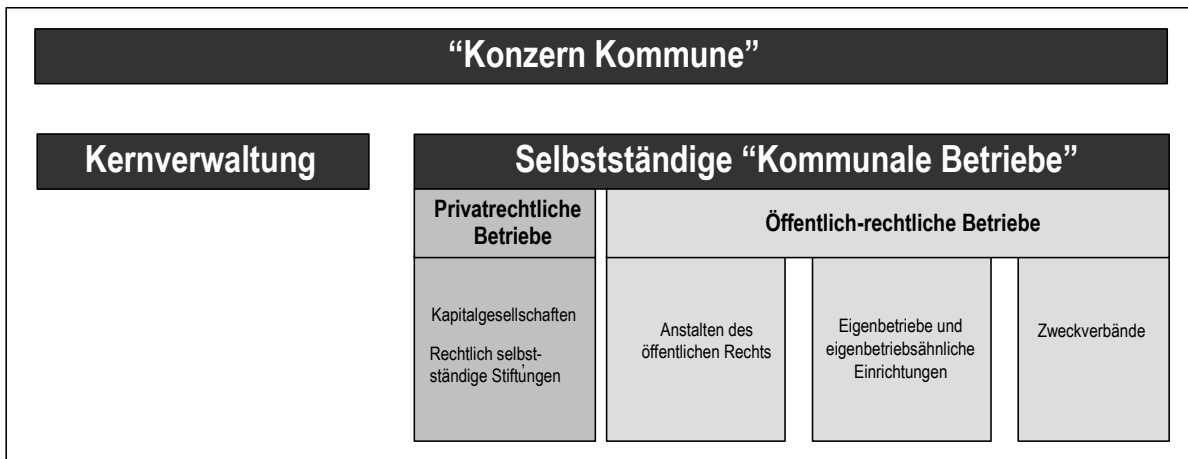 “Konzern Kommune”
Kernverwaltung
Selbstständige “Kommunale Betriebe”
Privatrechtliche
Betriebe
Öffentlich-rechtliche Betriebe
Kapitalgesellschaften
Rechtlich selbst-
ständige Stiftungen
Anstalten des
öffentlichen Rechts
Eigenbetriebe und
eigenbetriebsähnliche
Einrichtungen
Zweckverbände